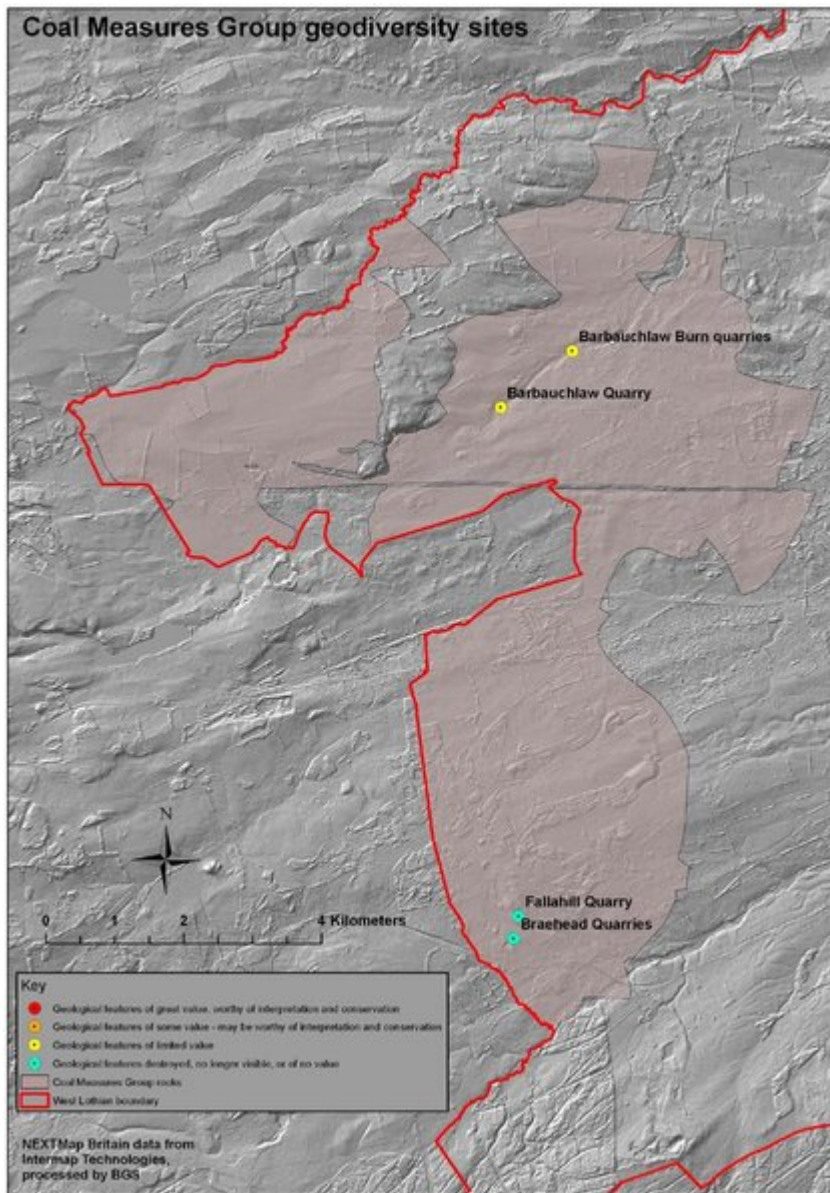 Coal Measures Group geodiversity sites
Barbauchlaw Burn quarries
Barbauchlaw Quarry
N
Fallahill Quarry
Braehead Quarries
0 1 2 4 Kilometers
Key
Geological features of great value, worthy of interpretation and conservation
Geological features of some value - may be worthy of interpretation and conservation
Geological features of limited value
Geological features destroyed, no longer visible, or of no value
Coal Measures Group rocks
West Lothian boundary
NEXTMap Britain data from
Intermap Technologies,
processed by BGS